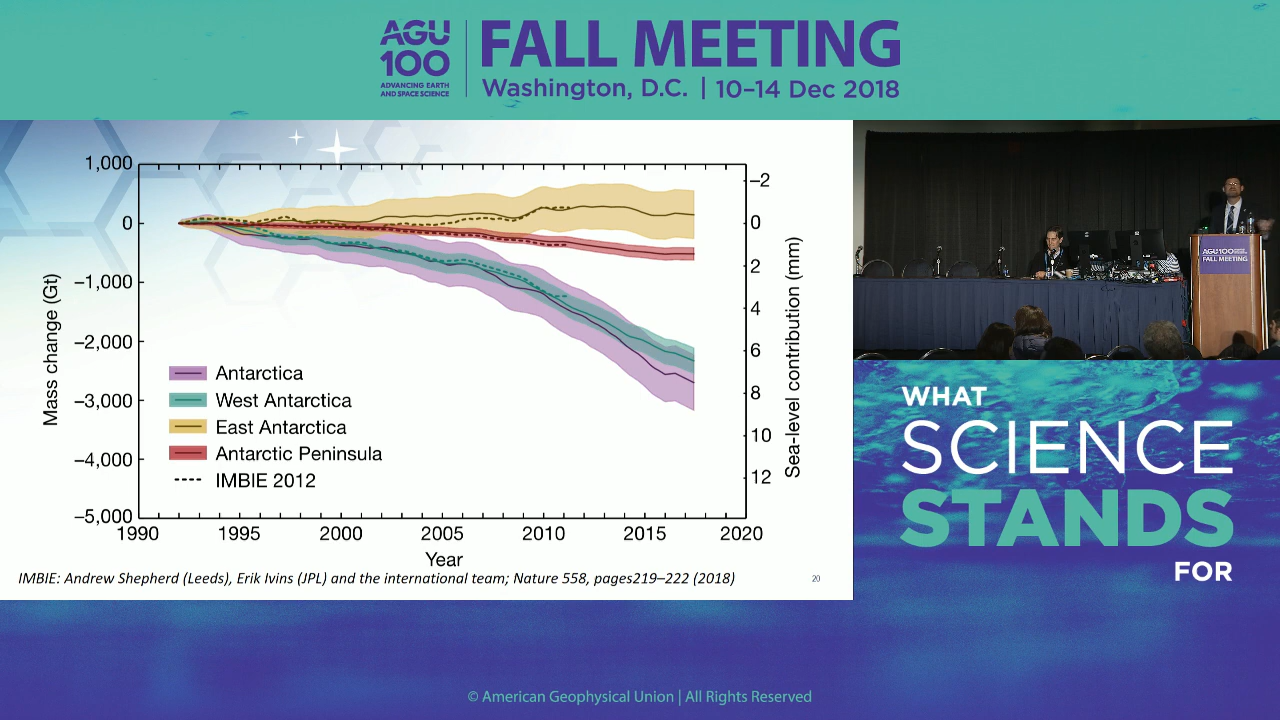 AGU
100
ADVANCING EARTH
AND SPACE SCIENCE
FALL MEETING
Washington, D.C. | 10–14 Dec 2018
1,000
0
–1,000
–2,000
–3,000
–4,000
–5,000
Mass change (Gt)
–2
0
2
4
6
8
10
12
Sea-level contribution (mm)
Antarctica
West Antarctica
East Antarctica
Antarctic Peninsula
IMBIE 2012
1990 1995 2000 2005 2010 2015 2020
Year
IMBIE: Andrew Shepherd (Leeds), Erik Ivins (JPL) and the international team; Nature 558, pages219–222 (2018)
20
AGU100
FALL MEETING
WHAT
SCIENCE
STANDS
FOR
© American Geophysical Union | All Rights Reserved